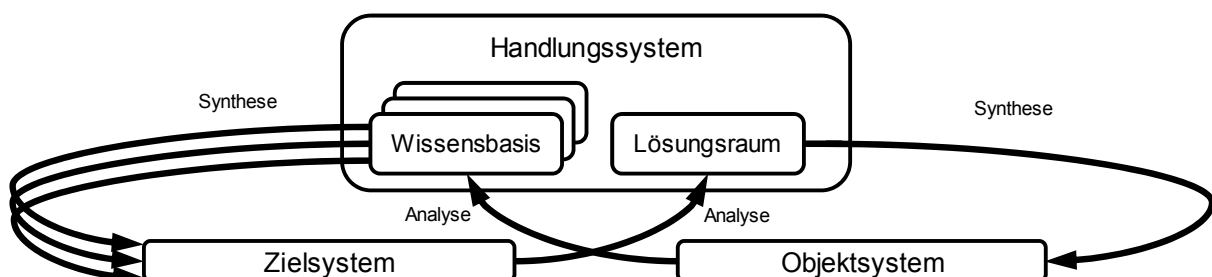 Handlungssystem
Synthese
Synthese
Wissensbasis
Lösungsraum
Analyse
Analyse
Zielsystem
Objektsystem